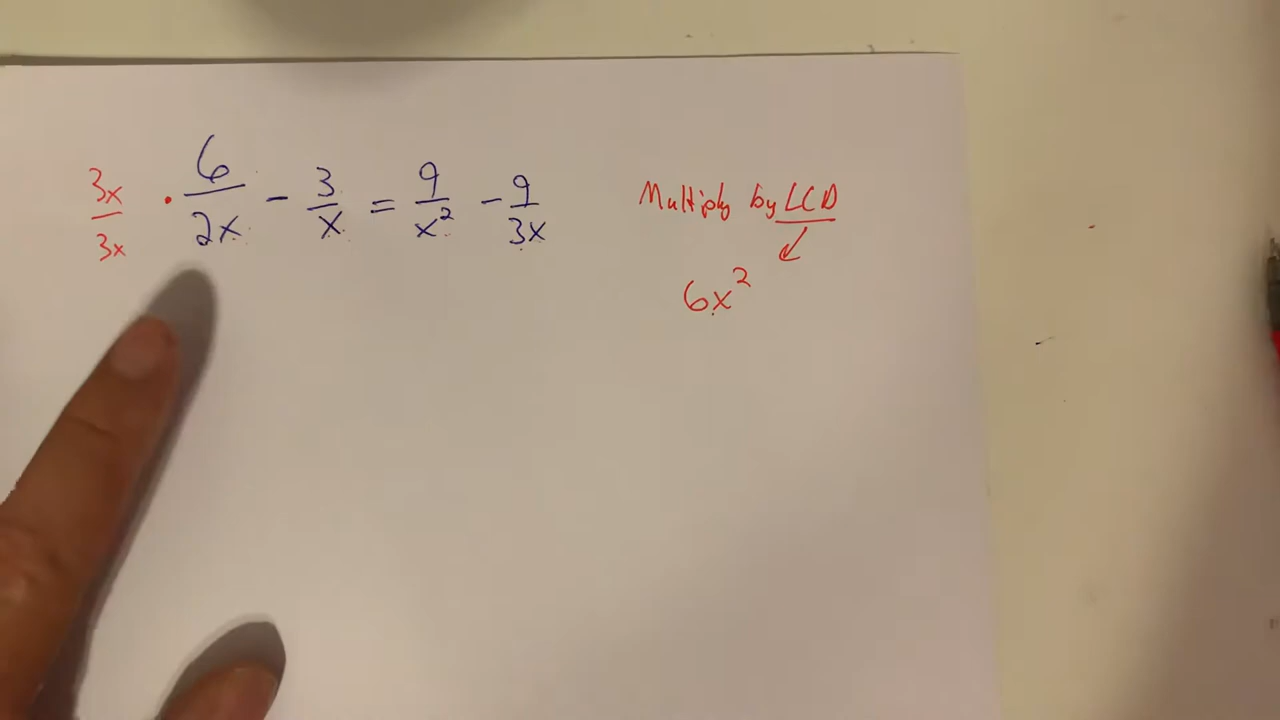 3x/3x · 6/2x - 3/x = 9/x² - 9/3x
Multiply by LCD
6x²